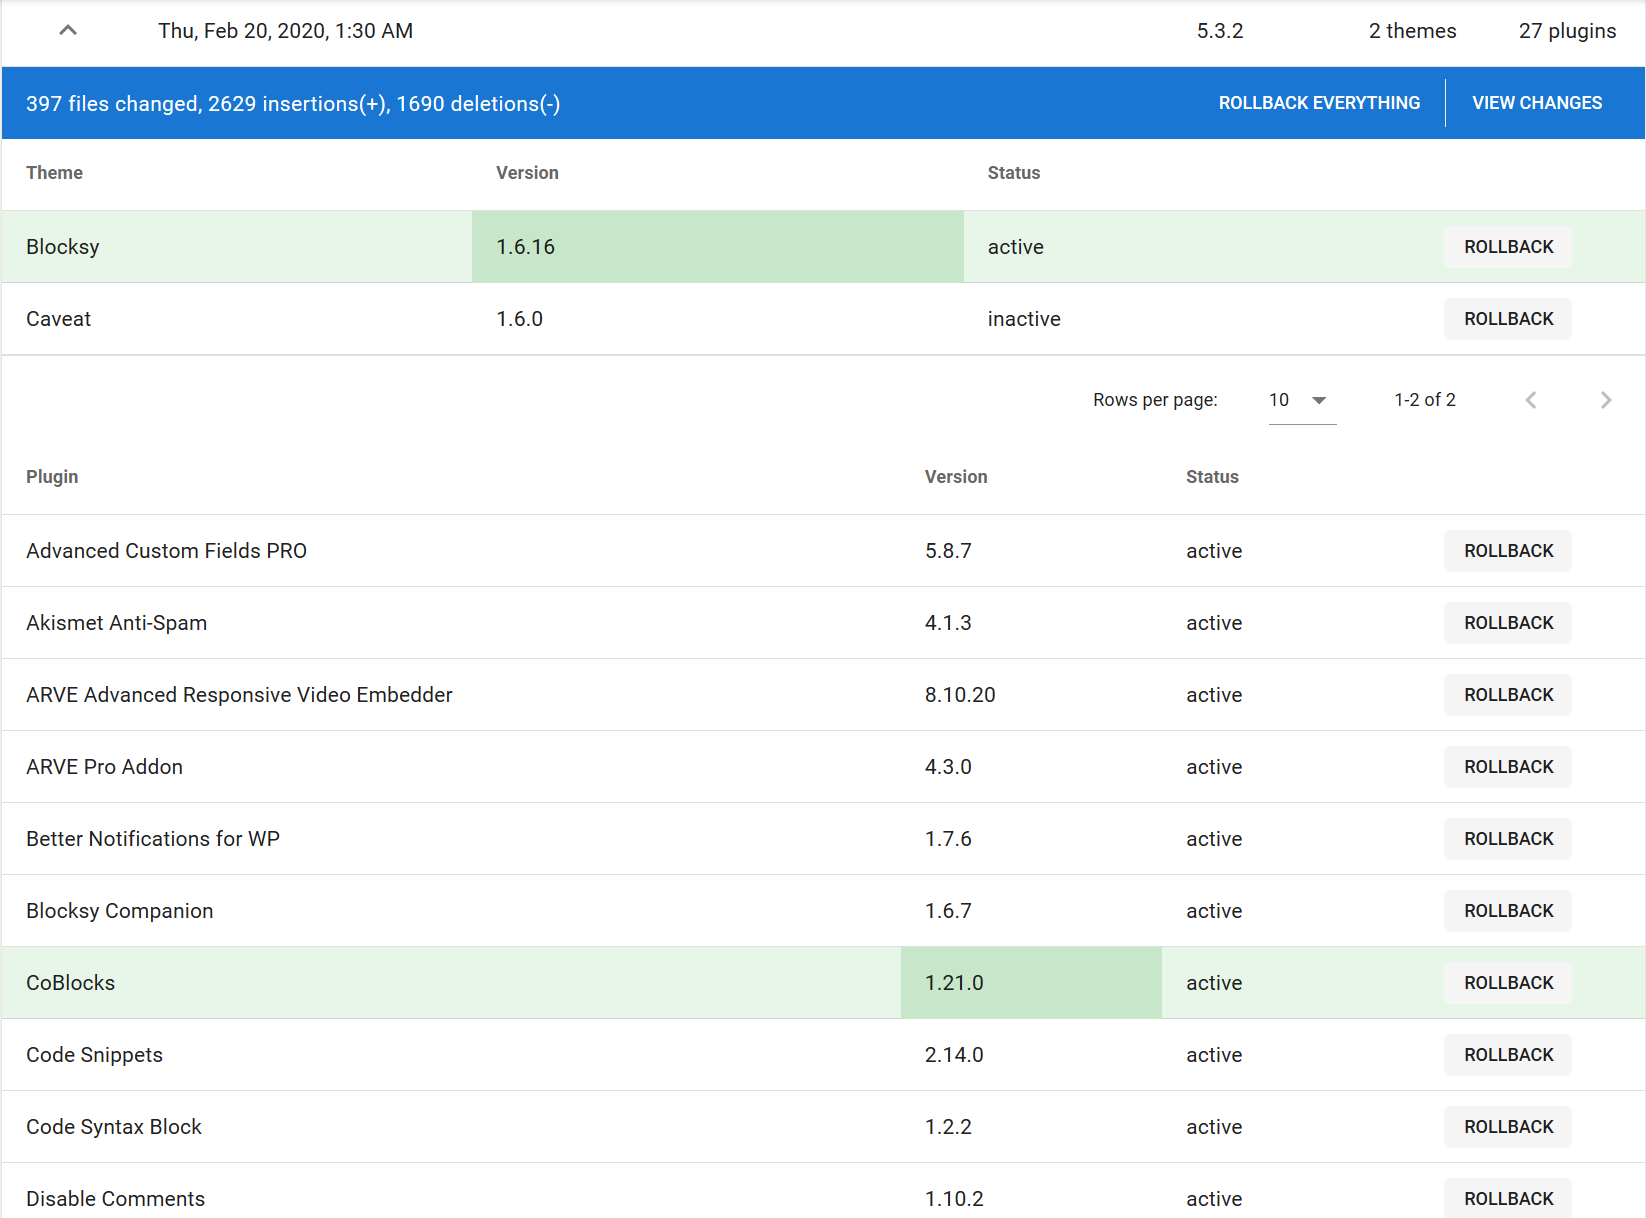 Thu, Feb 20, 2020, 1:30 AM 5.3.2 2 themes 27 plugins
397 files changed, 2629 insertions(+), 1690 deletions(-) ROLLBACK EVERYTHING VIEW CHANGES
Theme Version Status
Blocksy 1.6.16 active ROLLBACK
Caveat 1.6.0 inactive ROLLBACK
Rows per page: 10 1-2 of 2
Plugin Version Status
Advanced Custom Fields PRO 5.8.7 active ROLLBACK
Akismet Anti-Spam 4.1.3 active ROLLBACK
ARVE Advanced Responsive Video Embedder 8.10.20 active ROLLBACK
ARVE Pro Addon 4.3.0 active ROLLBACK
Better Notifications for WP 1.7.6 active ROLLBACK
Blocksy Companion 1.6.7 active ROLLBACK
CoBlocks 1.21.0 active ROLLBACK
Code Snippets 2.14.0 active ROLLBACK
Code Syntax Block 1.2.2 active ROLLBACK
Disable Comments 1.10.2 active ROLLBACK